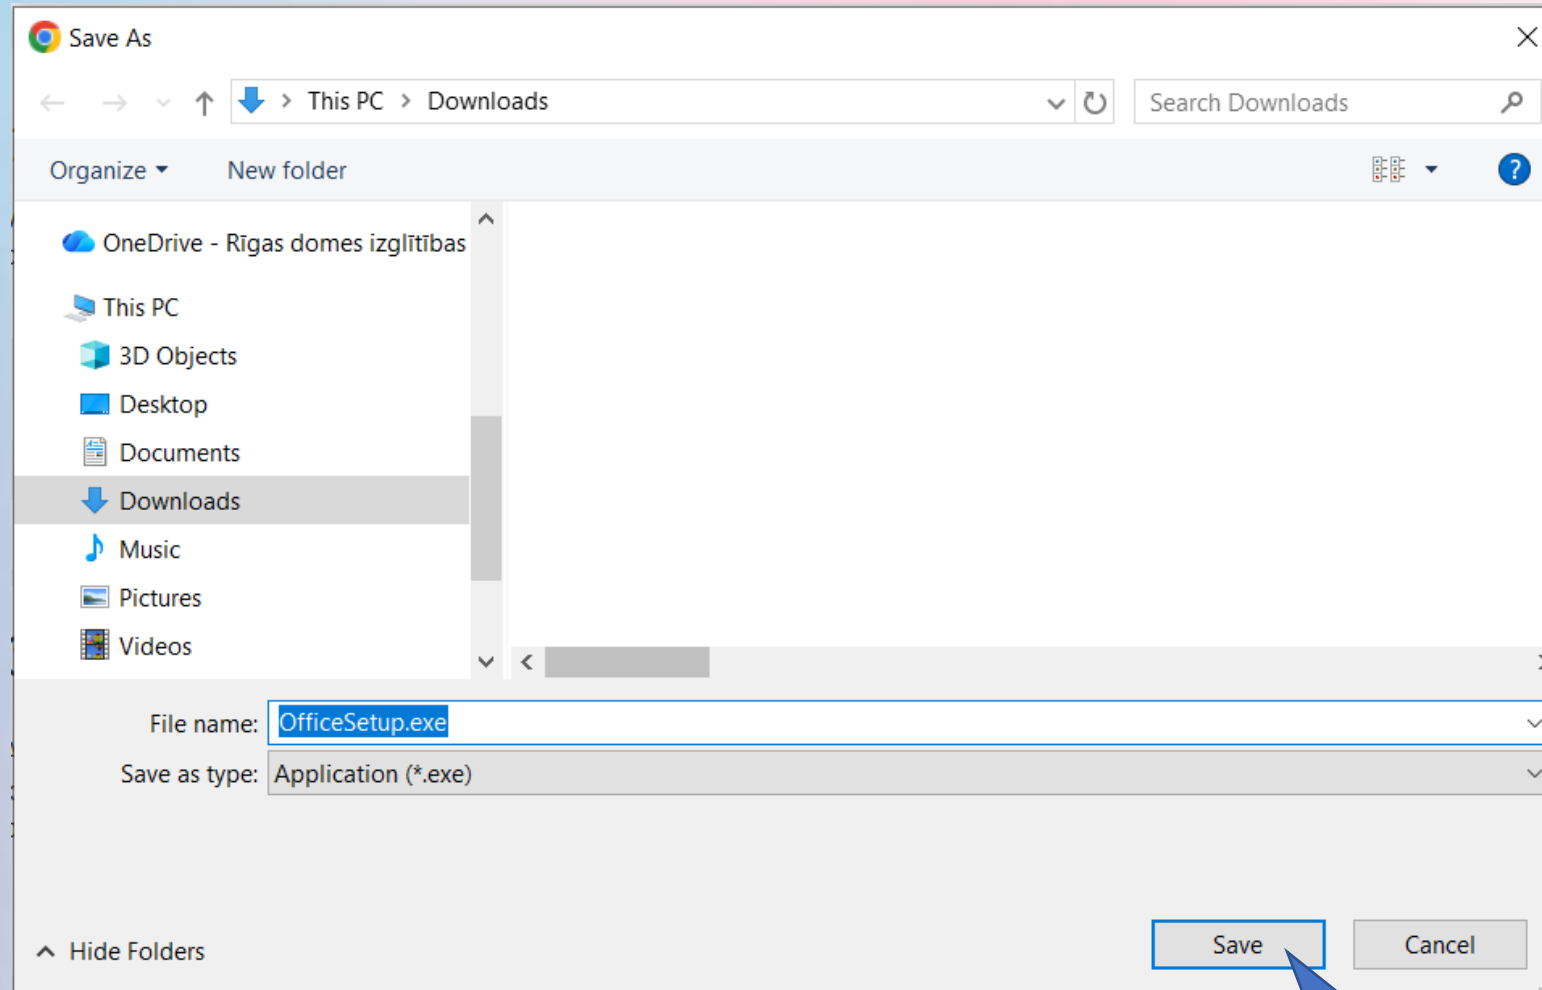 Save As
This PC > Downloads
Search Downloads
Organize
New folder
OneDrive - Rīgas domes izglītības
This PC
3D Objects
Desktop
Documents
Downloads
Music
Pictures
Videos
File name: OfficeSetup.exe
Save as type: Application (*.exe)
Hide Folders
Save
Cancel